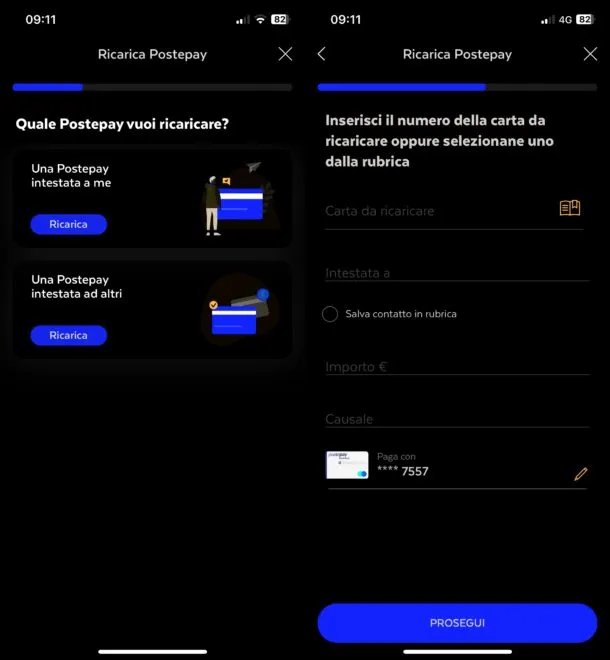 09:11
82
Ricarica Postepay
Quale Postepay vuoi ricaricare?
Una Postepay
intestata a me
Ricarica
Una Postepay
intestata ad altri
Ricarica
09:11
4G 82
Ricarica Postepay
Inserisci il numero della carta da
ricaricare oppure selezionane uno
dalla rubrica
Carta da ricaricare
Intestata a
Salva contatto in rubrica
Importo €
Causale
postepay
Paga con
**** 7557
PROSEGUI